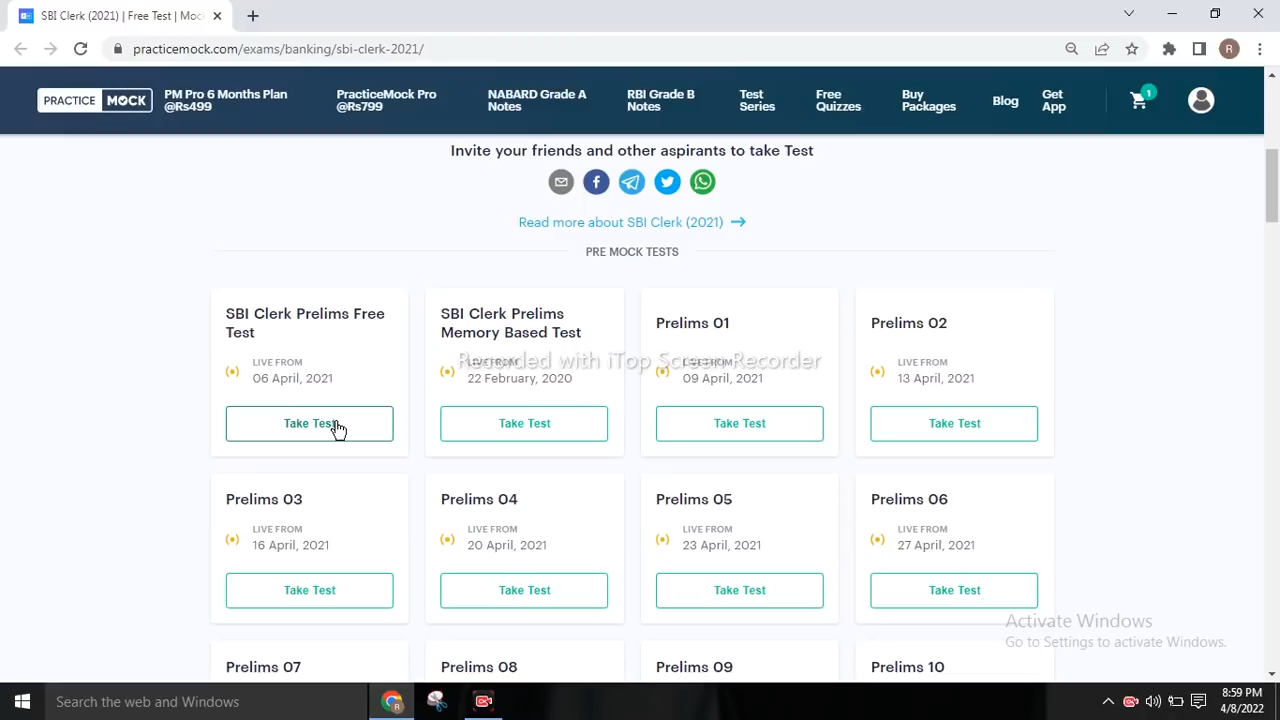 SBI Clerk (2021) | Free Test | Moc
practicemock.com/exams/banking/sbi-clerk-2021/
R
PRACTICE MOCK
PM Pro 6 Months Plan
@Rs499
PracticeMock Pro
@Rs799
NABARD Grade A
Notes
RBI Grade B
Notes
Test
Series
Free
Quizzes
Buy
Packages
Blog
Get
App
1
Invite your friends and other aspirants to take Test
Read more about SBI Clerk (2021)
PRE MOCK TESTS
SBI Clerk Prelims Free
Test
LIVE FROM
06 April, 2021
Take Test
SBI Clerk Prelims
Memory Based Test
LIVE FROM
22 February, 2020
Take Test
Prelims 01
LIVE FROM
09 April, 2021
Take Test
Prelims 02
LIVE FROM
13 April, 2021
Take Test
Recorded with iTop Screen Recorder
Prelims 03
LIVE FROM
16 April, 2021
Take Test
Prelims 04
LIVE FROM
20 April, 2021
Take Test
Prelims 05
LIVE FROM
23 April, 2021
Take Test
Prelims 06
LIVE FROM
27 April, 2021
Take Test
Activate Windows
Go to Settings to activate Windows.
Prelims 07
Prelims 08
Prelims 09
Prelims 10
Search the web and Windows
R
8:59 PM
4/8/2022